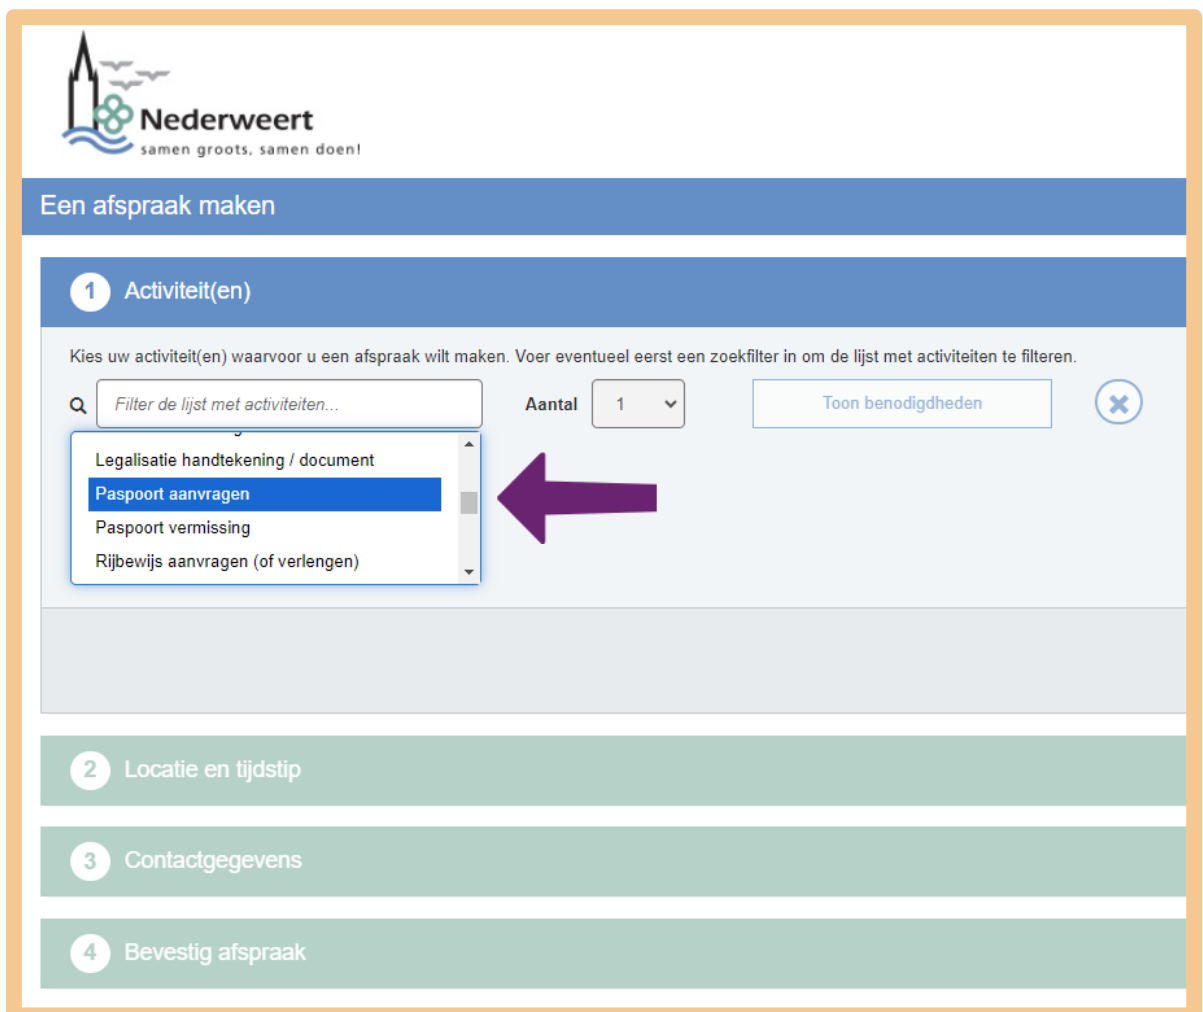 Nederweert
samen groots, samen doen!
Een afspraak maken
1 Activiteit(en)
Kies uw activiteit(en) waarvoor u een afspraak wilt maken. Voer eventueel eerst een zoekfilter in om de lijst met activiteiten te filteren.
Filter de lijst met activiteiten... Aantal 1 Toon benodigdheden
Legalisatie handtekening / document
Paspoort aanvragen
Paspoort vermissing
Rijbewijs aanvragen (of verlengen)
2 Locatie en tijdstip
3 Contactgegevens
4 Bevestig afspraak